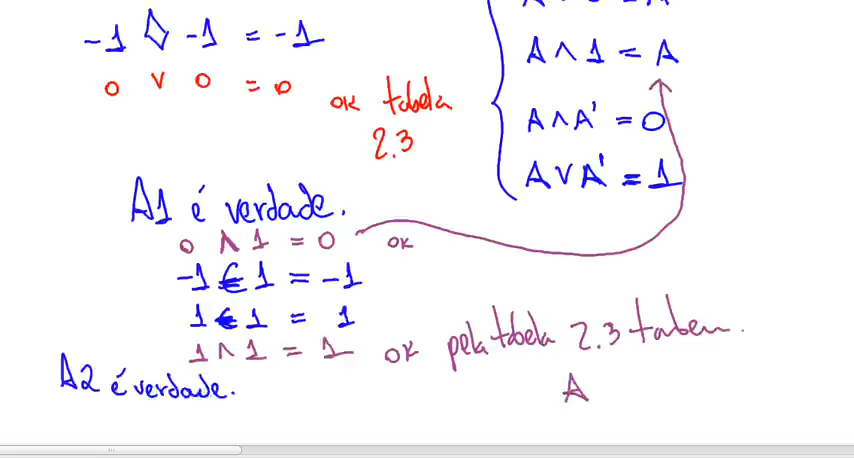 -1 ◊ -1 = -1
0 ∨ 0 = 0
ok tabela
2.3
A ∧ 1 = A
A ∧ A' = 0
A ∨ A' = 1
A1 é verdade.
0 ∧ 1 = 0 ok
-1 € 1 = -1
1 € 1 = 1
1 ∧ 1 = 1 ok pela tabela 2.3 tabem.
A2 é verdade.
A